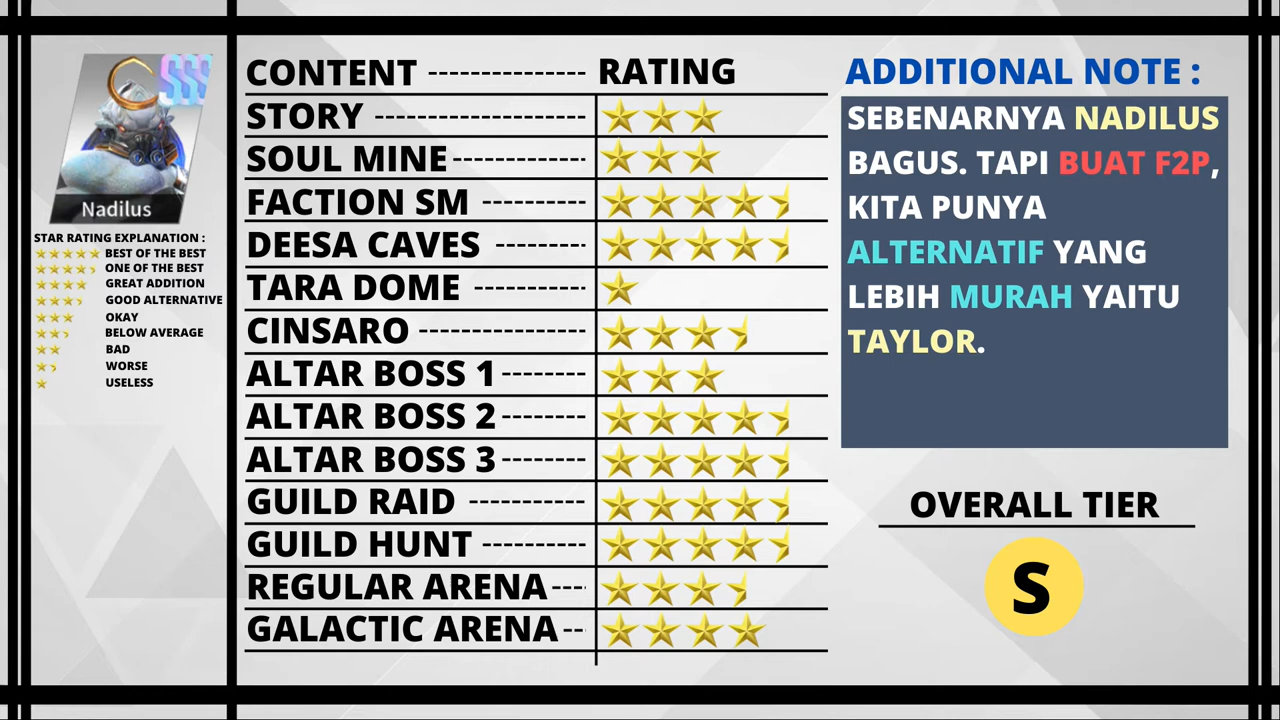 SSS
Nadilus
STAR RATING EXPLANATION :
BEST OF THE BEST
ONE OF THE BEST
GREAT ADDITION
GOOD ALTERNATIVE
OKAY
BELOW AVERAGE
BAD
WORSE
USELESS
CONTENT ------------- RATING
STORY -----------------
SOUL MINE-----------
FACTION SM ---------
DEESA CAVES --------
TARA DOME ---------
CINSARO --------------
ALTAR BOSS 1-------
ALTAR BOSS 2-------
ALTAR BOSS 3-------
GUILD RAID ----------
GUILD HUNT ---------
REGULAR ARENA----
GALACTIC ARENA --
ADDITIONAL NOTE :
SEBENARNYA NADILUS
BAGUS. TAPI BUAT F2P,
KITA PUNYA
ALTERNATIF YANG
LEBIH MURAH YAITU
TAYLOR.
OVERALL TIER
S